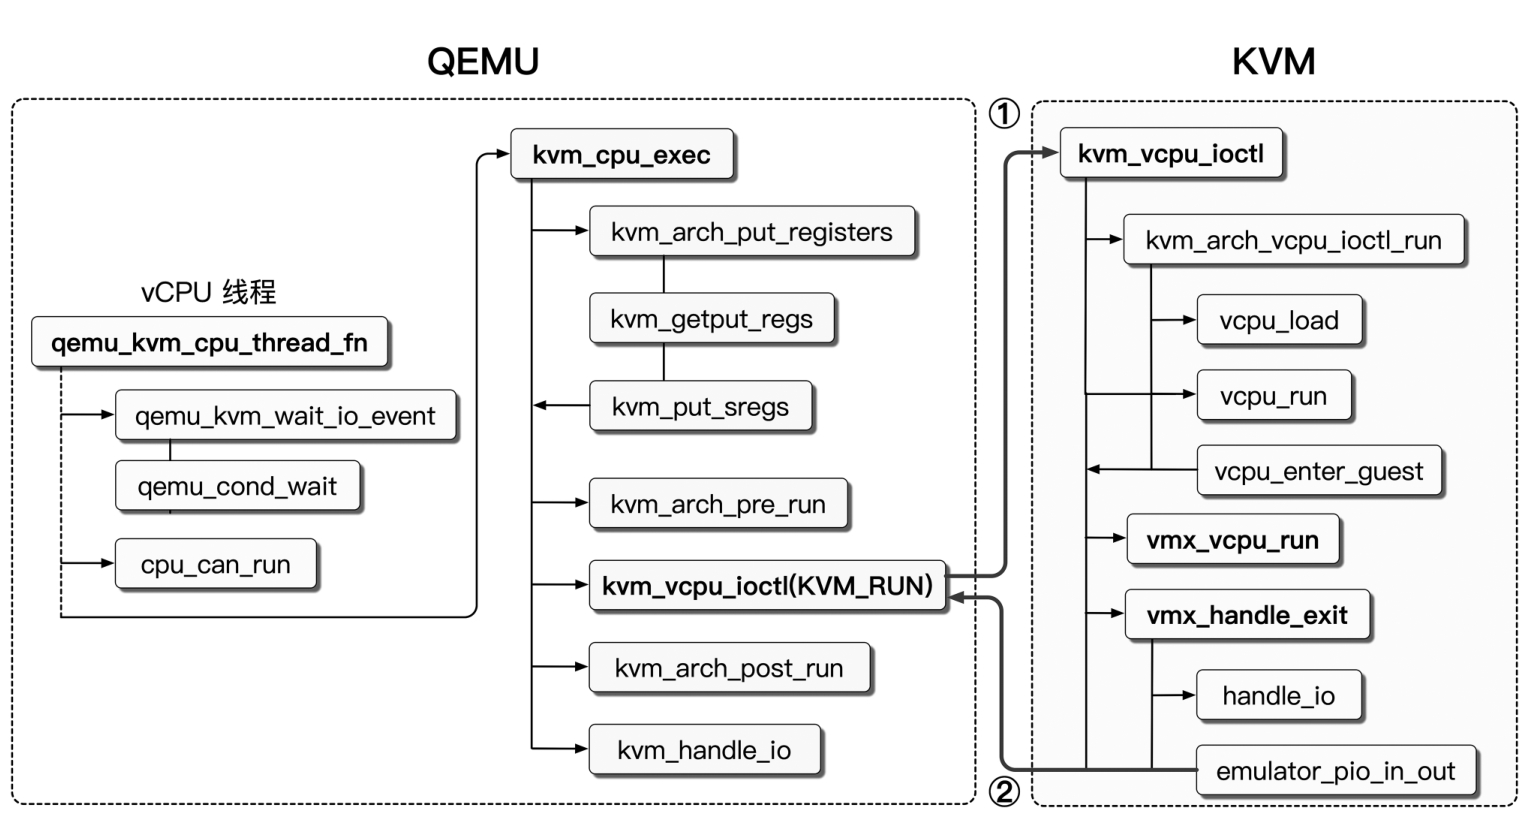 QEMU
KVM
①
kvm_cpu_exec
kvm_arch_put_registers
kvm_getput_regs
kvm_put_sregs
kvm_arch_pre_run
kvm_vcpu_ioctl(KVM_RUN)
kvm_arch_post_run
kvm_handle_io
vCPU 线程
qemu_kvm_cpu_thread_fn
qemu_kvm_wait_io_event
qemu_cond_wait
cpu_can_run
kvm_vcpu_ioctl
kvm_arch_vcpu_ioctl_run
vcpu_load
vcpu_run
vcpu_enter_guest
vmx_vcpu_run
vmx_handle_exit
handle_io
emulator_pio_in_out
②